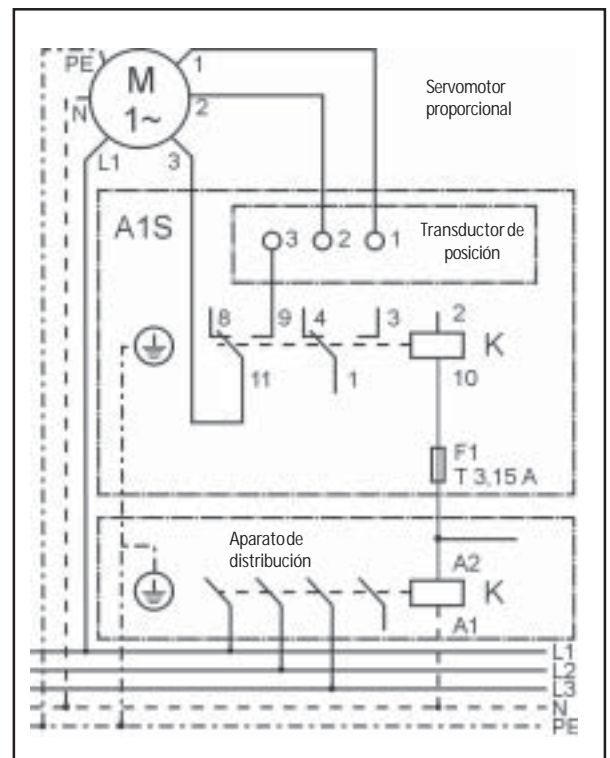 PE
1
M
1~
N
2
L1
3
Servomotor
proporcional
A1S
3
2
1
Transductor de
posición
8
9
4
3
2
K
11
1
10
F1
T 3,15 A
Aparato de
distribución
A2
K
A1
L1
L2
L3
N
PE